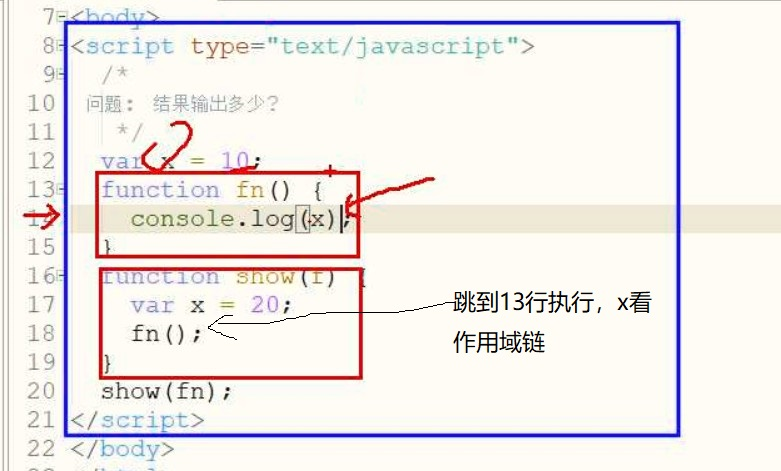 7 <body>
8 <script type="text/javascript">
9 /*
10 问题: 结果输出多少?
11 */
12 var x = 10;
13 function fn() {
14 console.log(x);
15 }
16 function show(f) {
17 var x = 20;
18 fn();
19 }
20 show(fn);
21 </script>
22 </body>
跳到13行执行，x看
作用域链